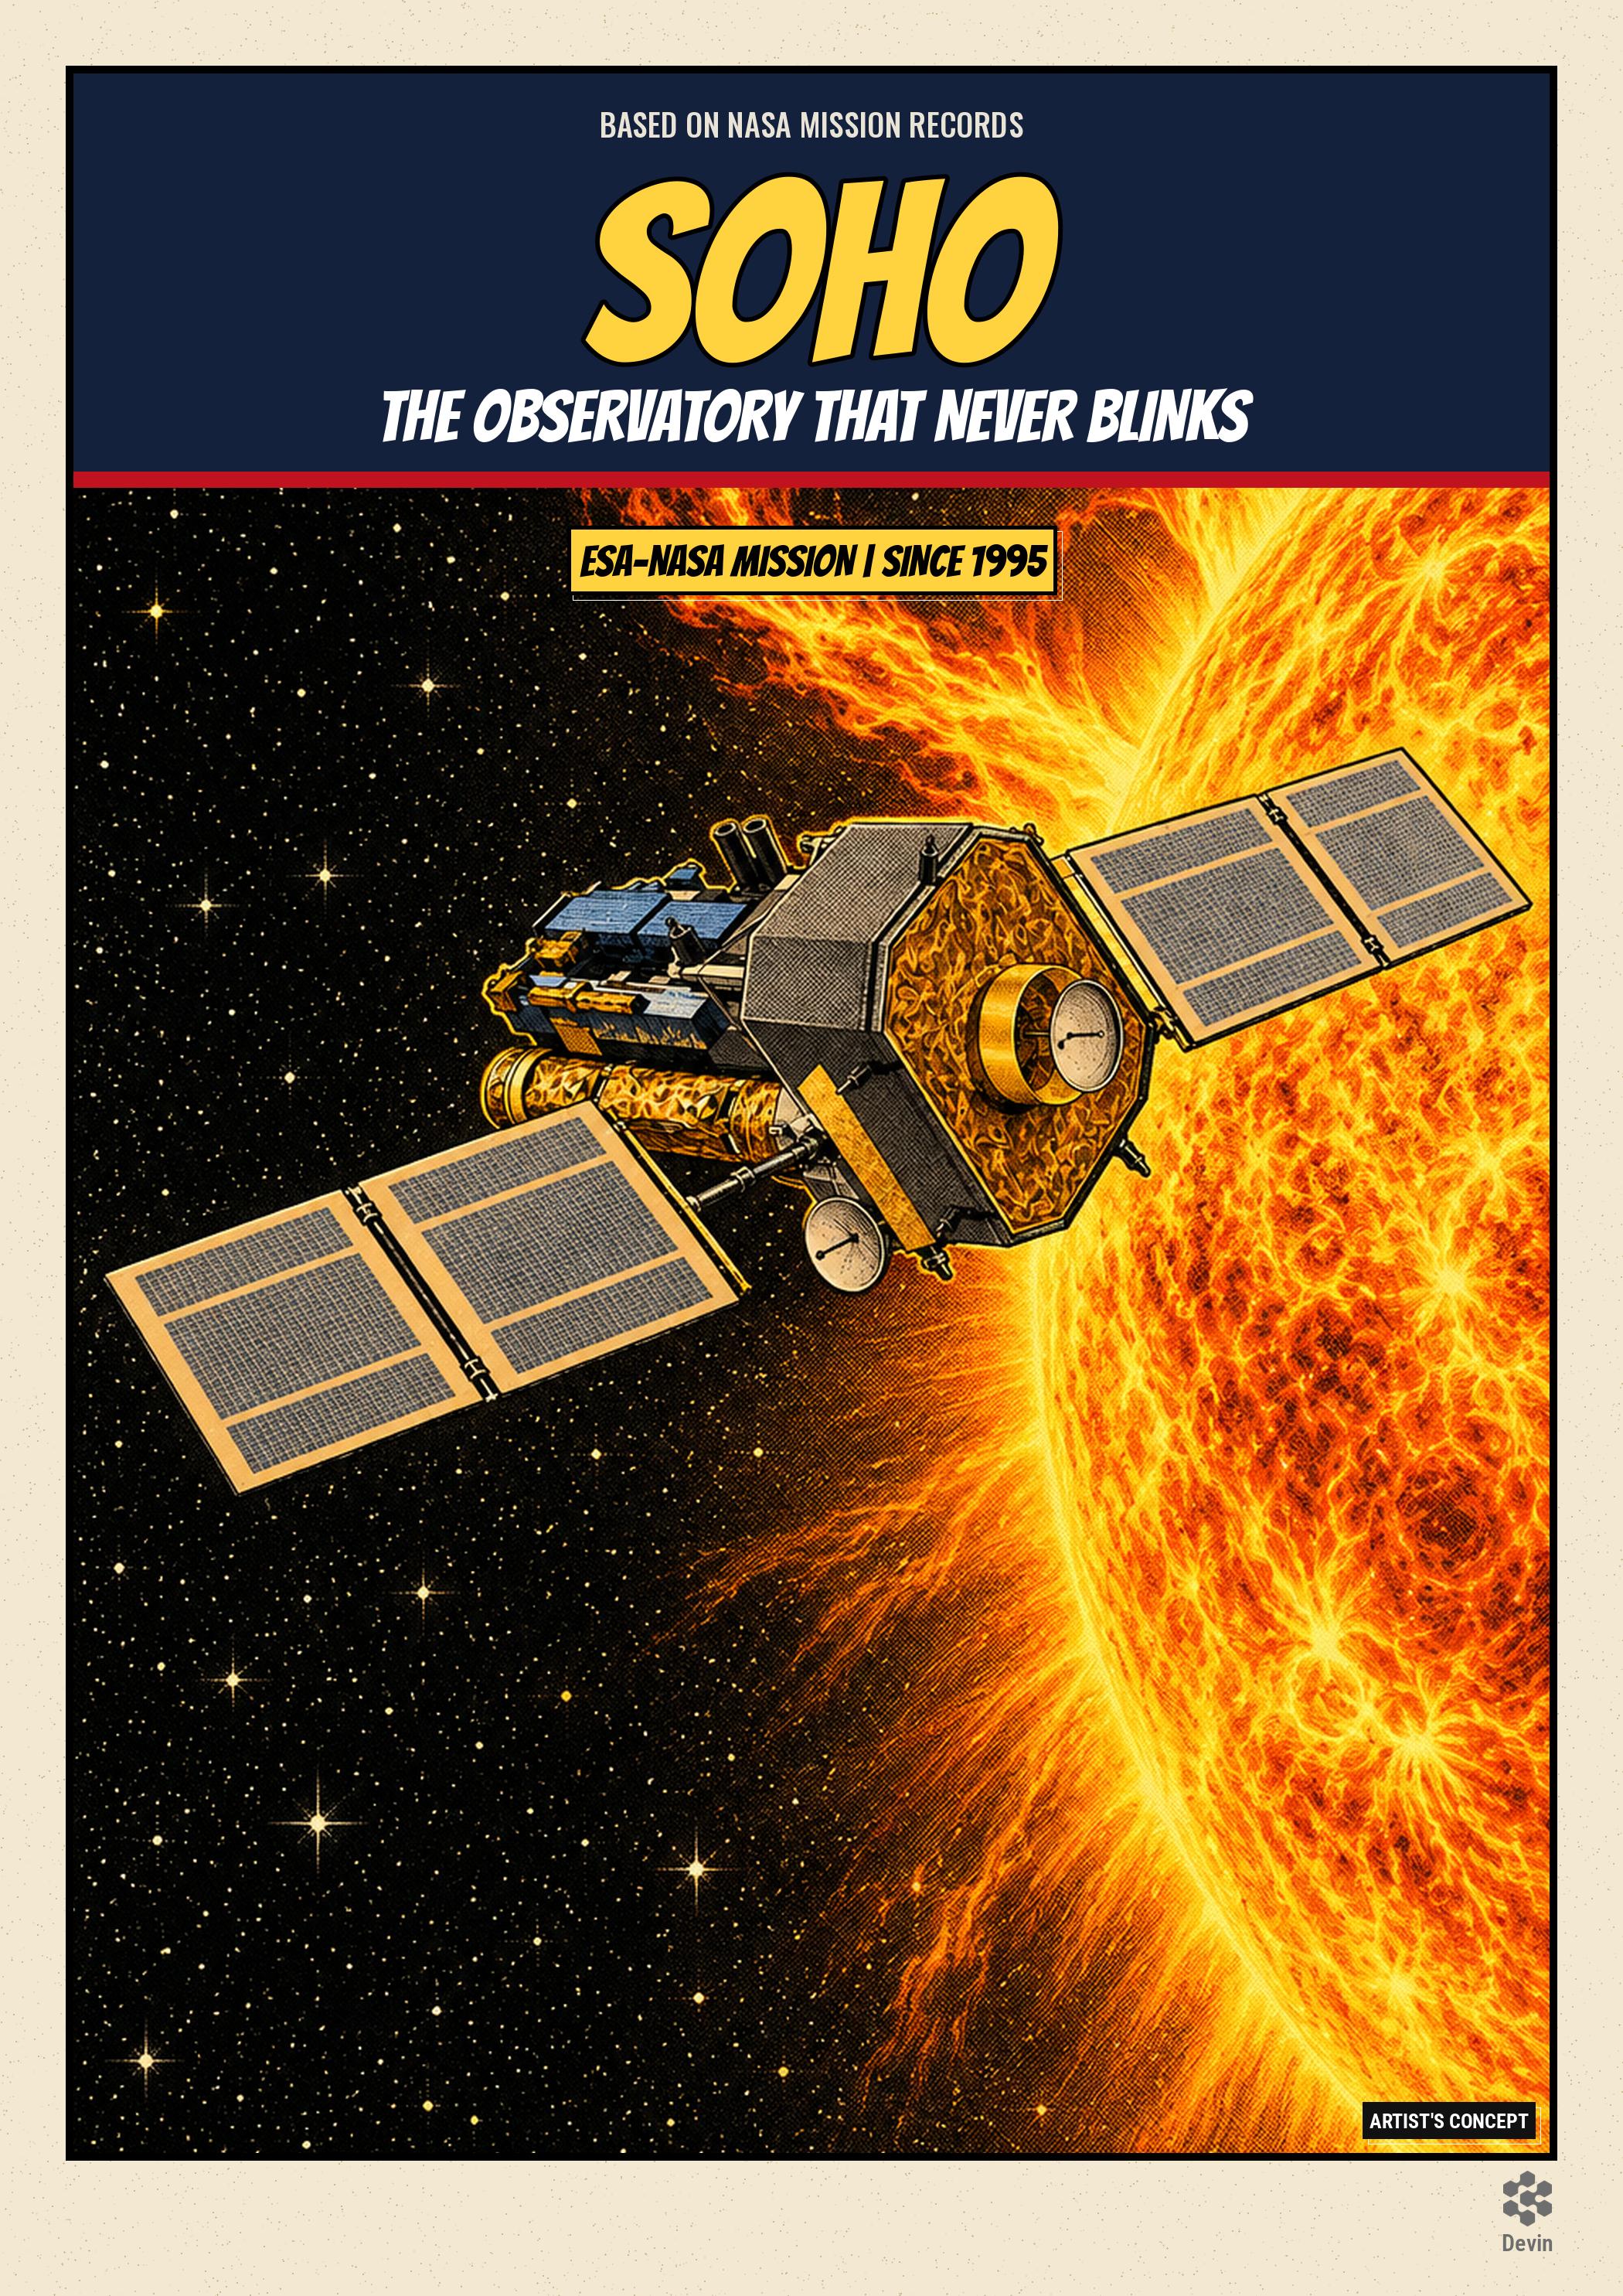 BASED ON NASA MISSION RECORDS
SOHO
THE OBSERVATORY THAT NEVER BLINKS
ESA-NASA MISSION | SINCE 1995
ARTIST'S CONCEPT
Devin